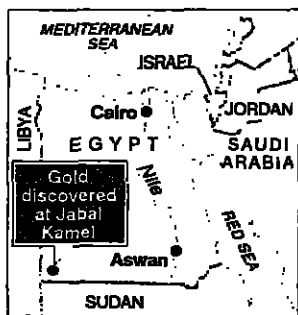 MEDITERRANEAN
SEA
ISRAEL
Cairo
JORDAN
LIBYA
EGYPT
SAUDI
ARABIA
Gold
discovered
at Jabal
Kamel
Nile
RED SEA
Aswan
SUDAN